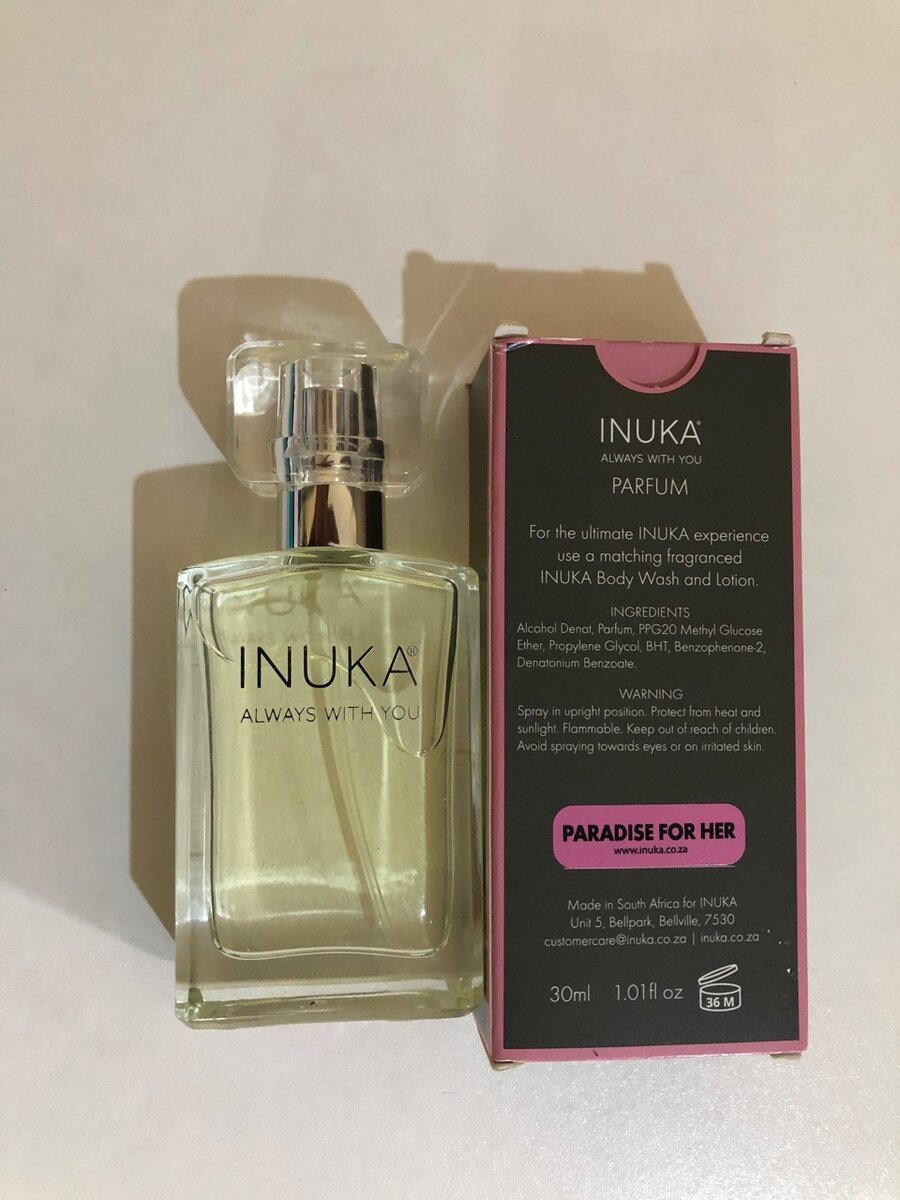 INUKA®
ALWAYS WITH YOU
INUKA®
ALWAYS WITH YOU
PARFUM
For the ultimate INUKA experience
use a matching fragranced
INUKA Body Wash and Lotion.
INGREDIENTS
Alcohol Denat, Parfum, PPG20 Methyl Glucose
Ether, Propylene Glycol, BHT, Benzophenone-2,
Denatonium Benzoate.
WARNING
Spray in upright position. Protect from heat and
sunlight. Flammable. Keep out of reach of children.
Avoid spraying towards eyes or on irritated skin.
PARADISE FOR HER
www.inuka.co.za
Made in South Africa for INUKA
Unit 5, Bellpark, Bellville, 7530
customercare@inuka.co.za | inuka.co.za
30ml 1.01fl oz 36 M